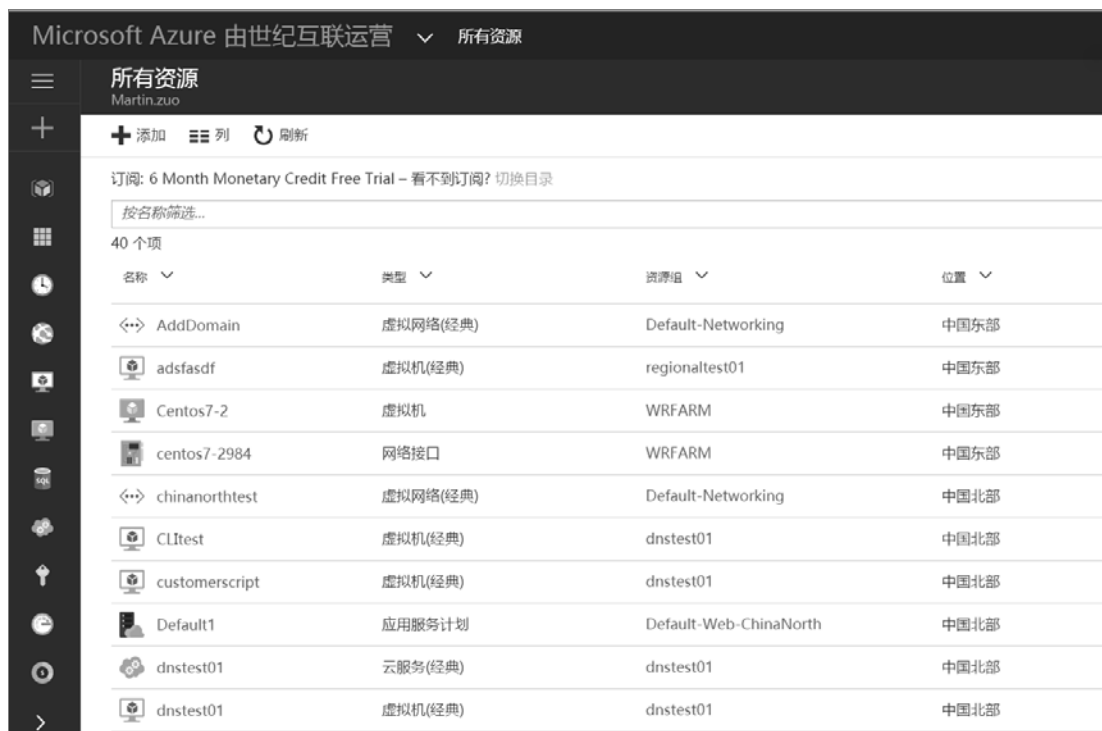 Microsoft Azure 由世纪互联运营 所有资源
所有资源
Martin.zuo
添加 列 刷新
订阅: 6 Month Monetary Credit Free Trial – 看不到订阅? 切换目录
按名称筛选...
40 个项
名称 类型 资源组 位置
AddDomain 虚拟网络(经典) Default-Networking 中国东部
adsfasdf 虚拟机(经典) regionaltest01 中国东部
Centos7-2 虚拟机 WRFARM 中国东部
centos7-2984 网络接口 WRFARM 中国东部
chinanorthtest 虚拟网络(经典) Default-Networking 中国北部
CLItest 虚拟机(经典) dnstest01 中国北部
customerscript 虚拟机(经典) dnstest01 中国北部
Default1 应用服务计划 Default-Web-ChinaNorth 中国北部
dnstest01 云服务(经典) dnstest01 中国北部
dnstest01 虚拟机(经典) dnstest01 中国北部
SQL